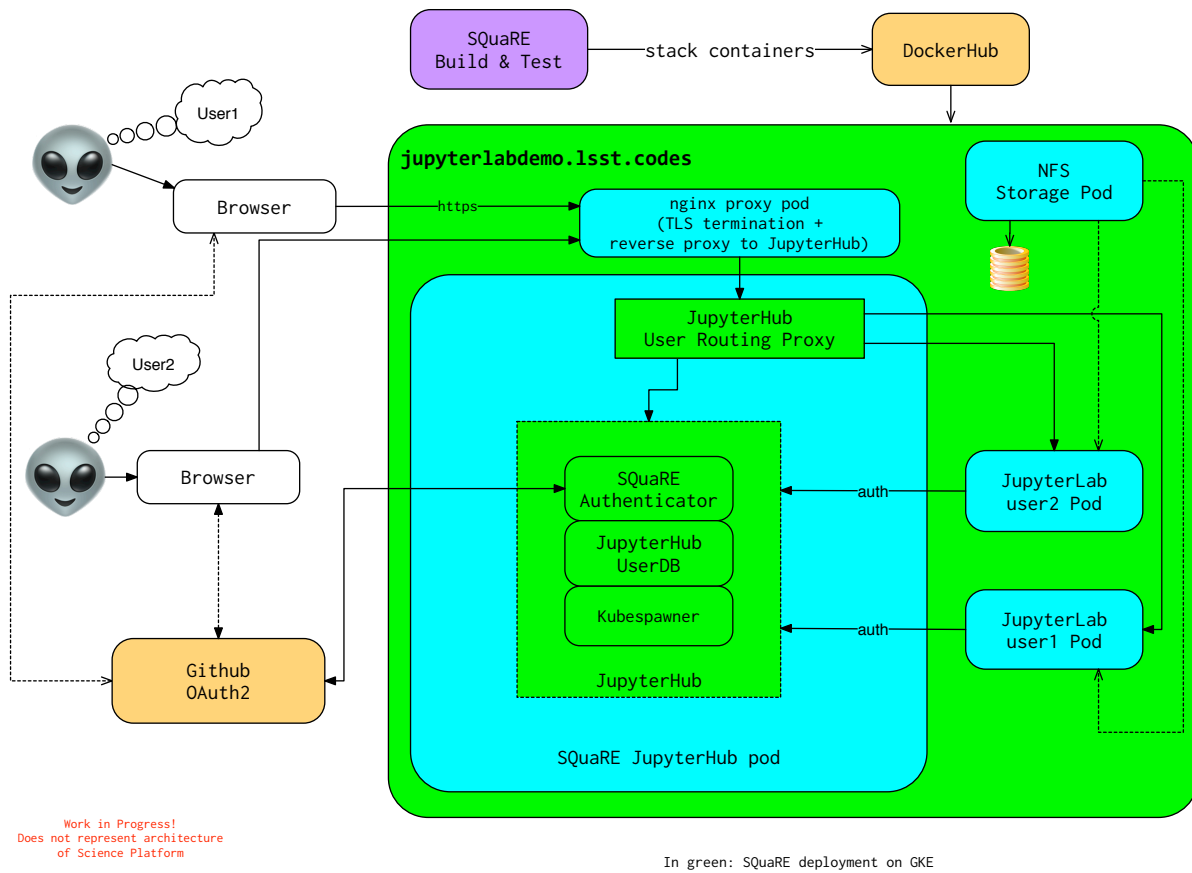 SQuaRE
Build & Test
stack containers
DockerHub
User1
jupyterlabdemo.lsst.codes
NFS
Storage Pod
Browser
https
nginx proxy pod
(TLS termination +
reverse proxy to JupyterHub)
JupyterHub
User Routing Proxy
User2
Browser
SQuaRE
Authenticator
auth
JupyterLab
user2 Pod
JupyterHub
UserDB
Kubespawner
auth
JupyterLab
user1 Pod
Github
OAuth2
JupyterHub
SQuaRE JupyterHub pod
Work in Progress!
Does not represent architecture
of Science Platform
In green: SQuaRE deployment on GKE